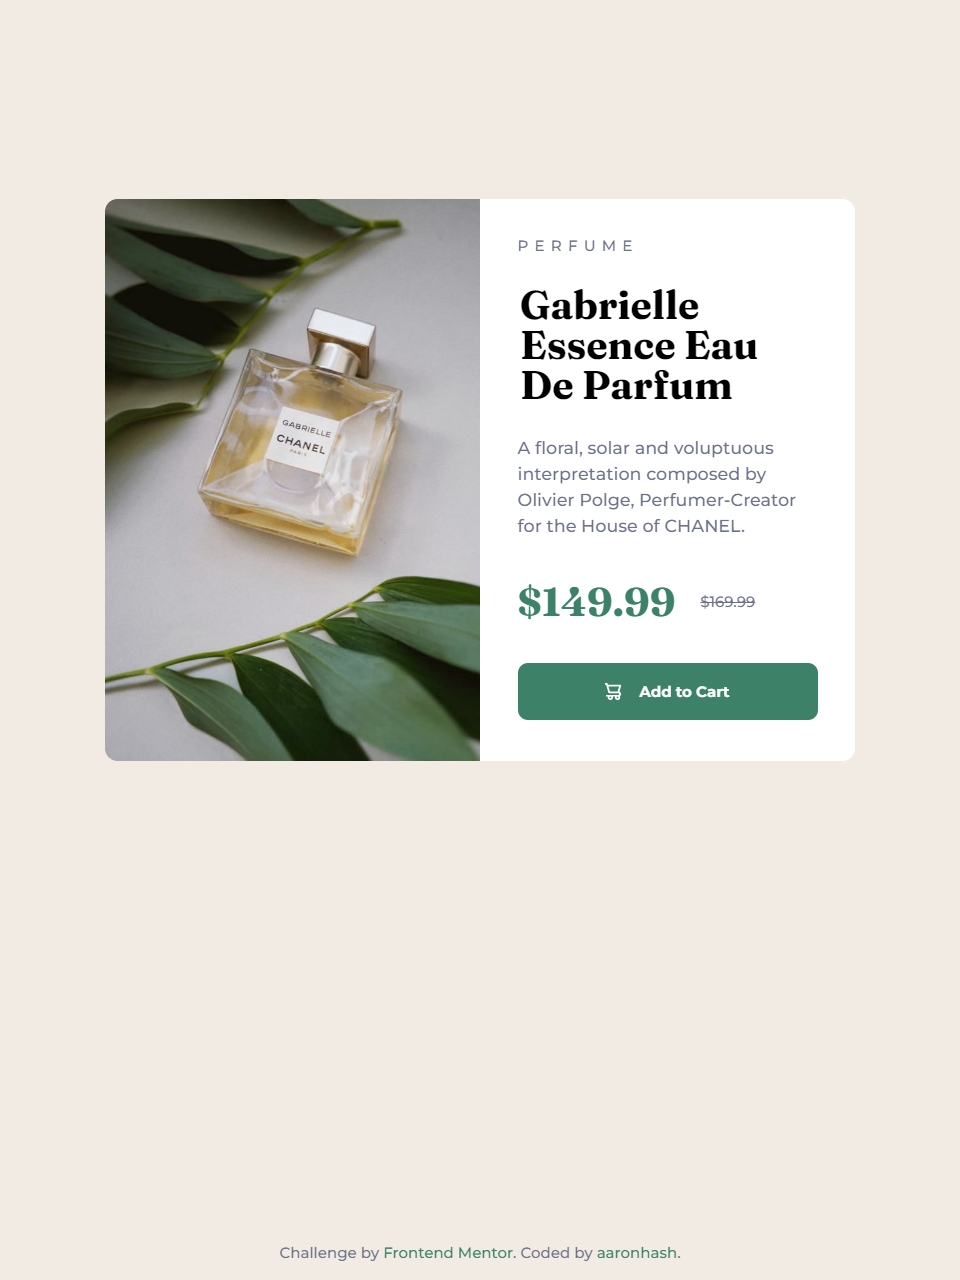 GABRIELLE
CHANEL
PARIS
PERFUME
Gabrielle
Essence Eau
De Parfum
A floral, solar and voluptuous
interpretation composed by
Olivier Polge, Perfumer-Creator
for the House of CHANEL.
$149.99 $169.99
Add to Cart
Challenge by Frontend Mentor. Coded by aaronhash.